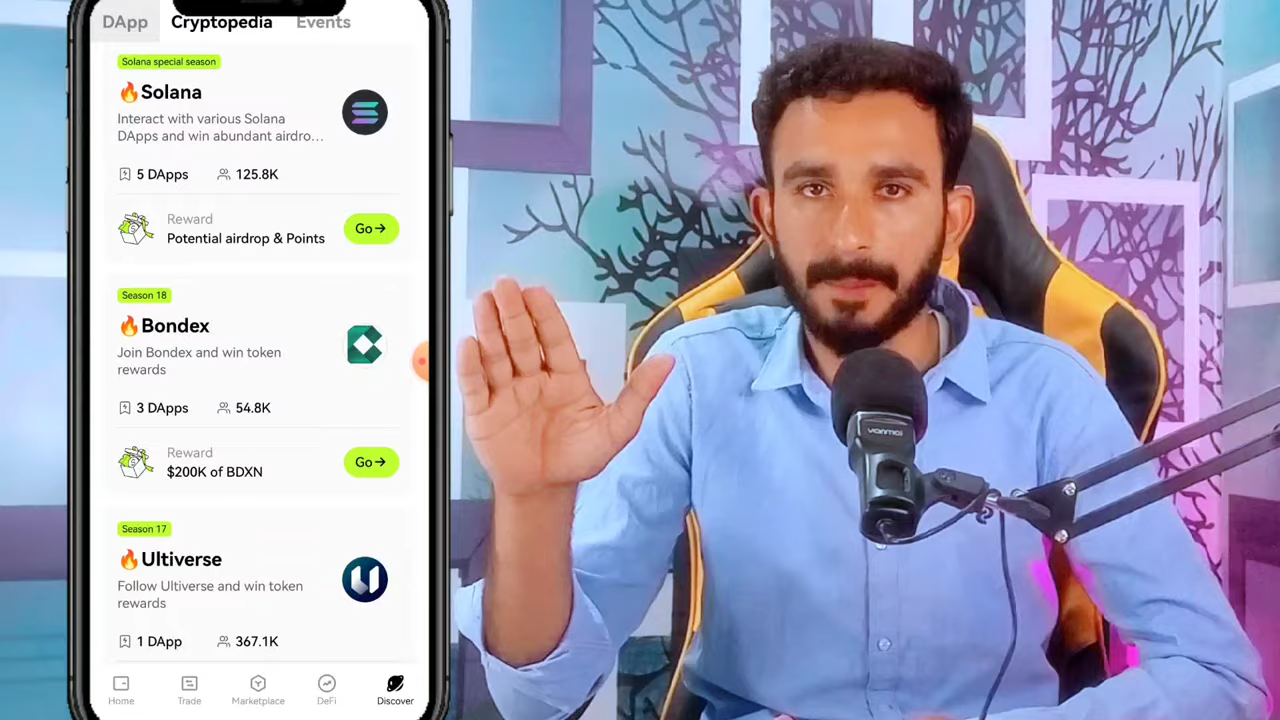 DApp Cryptopedia Events
Solana special season
🔥Solana
Interact with various Solana
DApps and win abundant airdro…
5 DApps 125.8K
Reward
Potential airdrop & Points
Go→
Season 18
🔥Bondex
Join Bondex and win token
rewards
3 DApps 54.8K
Reward
$200K of BDXN
Go→
Season 17
🔥Ultiverse
Follow Ultiverse and win token
rewards
1 DApp 367.1K
Home Trade Marketplace DeFi Discover
vanmai